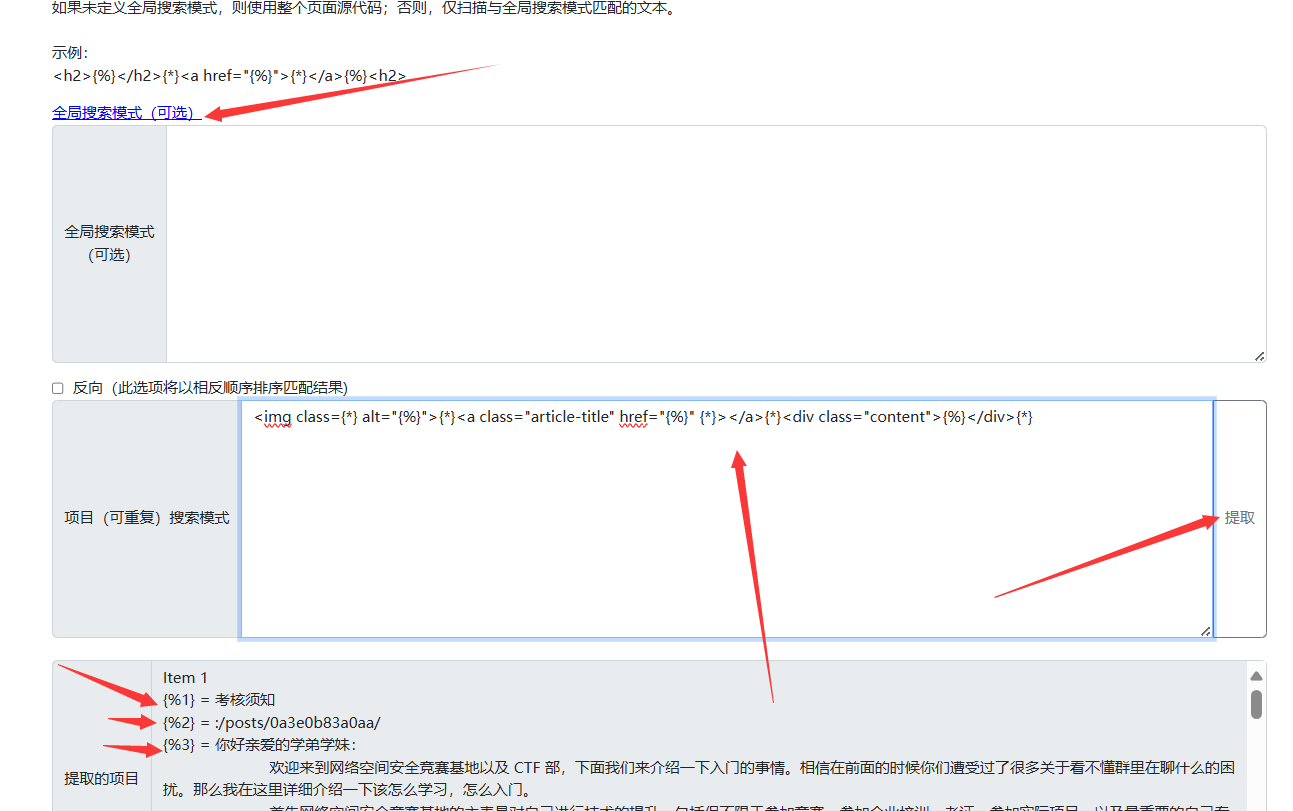 如果未定义全局搜索模式，则使用整个页面源代码；否则，仅扫描与全局搜索模式匹配的文本。
示例：
<h2>{%}</h2>{*}<a href="{%}">{*}</a>{%}<h2>
全局搜索模式（可选）
全局搜索模式
（可选）
反向（此选项将以相反顺序排序匹配结果)
项目（可重复）搜索模式
<img class={*} alt="{%}">{*}<a class="article-title" href="{%}" {*}></a>{*}<div class="content">{%}</div>{*}
提取
提取的项目
Item 1
{%1} = 考核须知
{%2} = :/posts/0a3e0b83a0aa/
{%3} = 你好亲爱的学弟学妹：
欢迎来到网络空间安全竞赛基地以及 CTF 部，下面我们来介绍一下入门的事情。相信在前面的时候你们遭受过了很多关于看不懂群里在聊什么的困
扰。那么我在这里详细介绍一下该怎么学习，怎么入门。